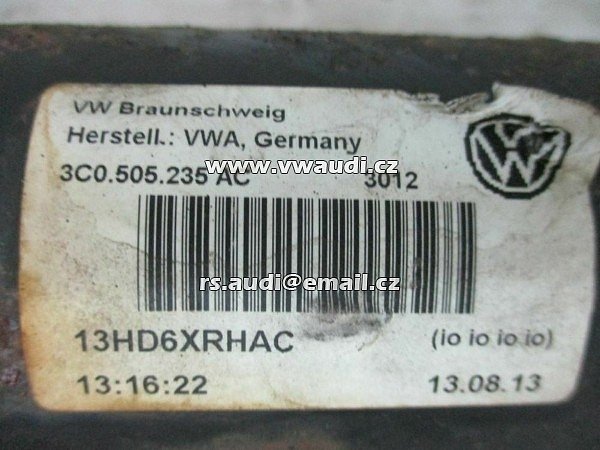 VW Braunschweig
Herstell.: VWA, Germany
www.vwaudi.cz
3C0.505.235 AC 3012
rs.audi@email.cz
13HD6XRHAC (io io io io)
13:16:22 13.08.13